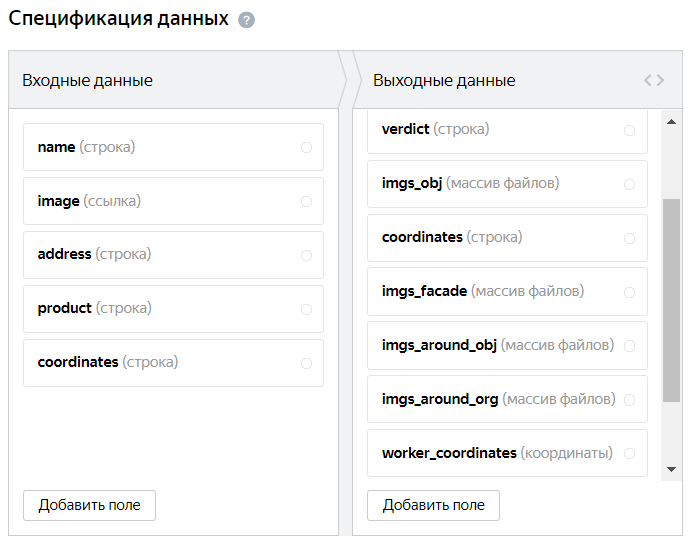 Спецификация данных ?
Входные данные
name (строка)
image (ссылка)
address (строка)
product (строка)
coordinates (строка)
Добавить поле
Выходные данные <>
verdict (строка)
imgs_obj (массив файлов)
coordinates (строка)
imgs_facade (массив файлов)
imgs_around_obj (массив файлов)
imgs_around_org (массив файлов)
worker_coordinates (координаты)
Добавить поле